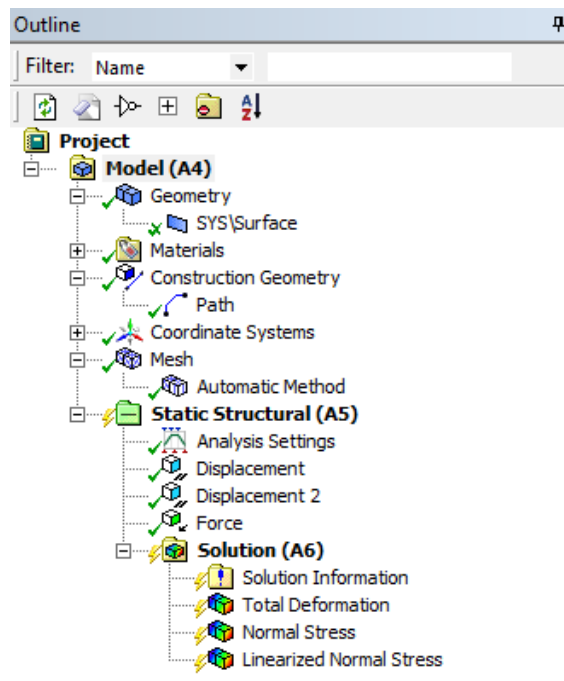 Outline
Filter: Name
Project
Model (A4)
Geometry
SYS\Surface
Materials
Construction Geometry
Path
Coordinate Systems
Mesh
Automatic Method
Static Structural (A5)
Analysis Settings
Displacement
Displacement 2
Force
Solution (A6)
Solution Information
Total Deformation
Normal Stress
Linearized Normal Stress